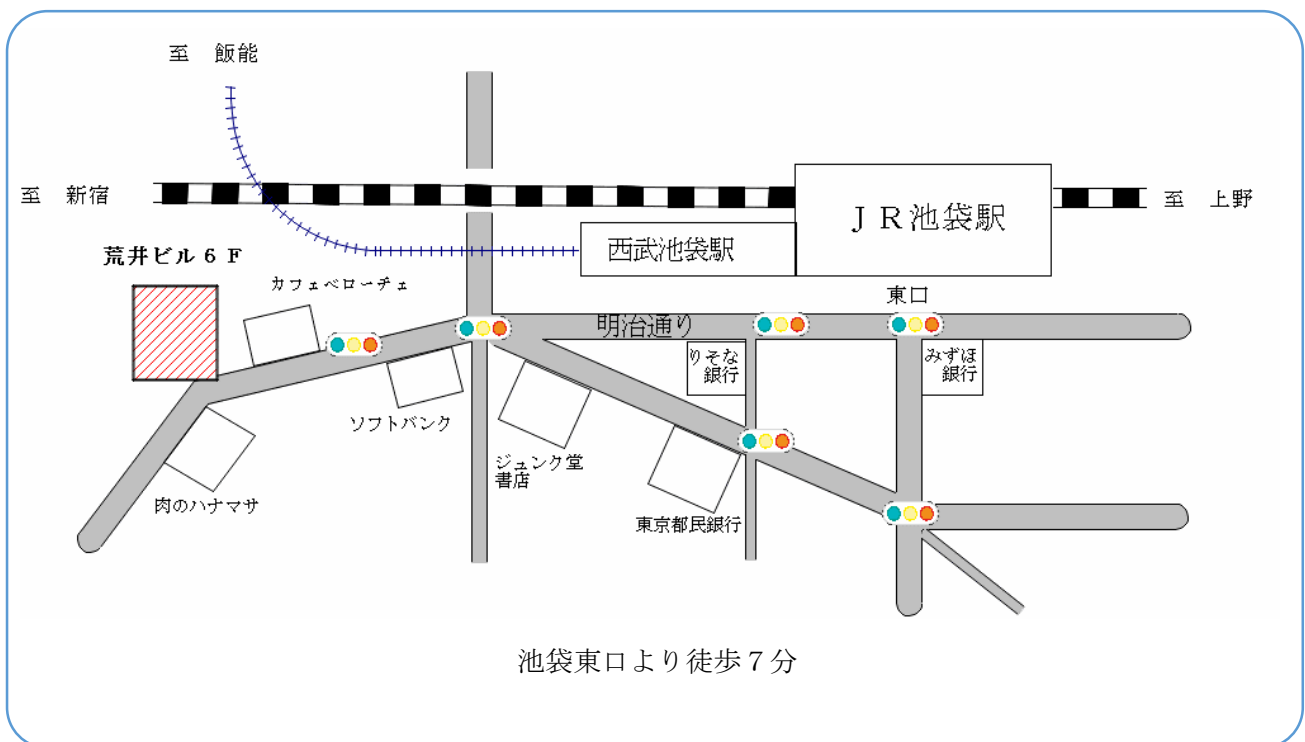 至　飯能
至　新宿
ＪＲ池袋駅
至　上野
西武池袋駅
荒井ビル６Ｆ
カフェベローチェ
東口
明治通り
りそな
銀行
みずほ
銀行
ソフトバンク
ジュンク堂
書店
肉のハナマサ
東京都民銀行
池袋東口より徒歩７分